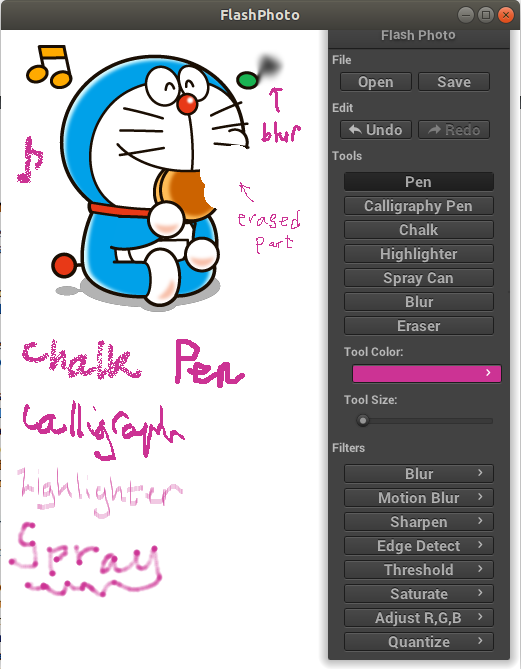 FlashPhoto
Flash Photo
File
Open Save
Edit
Undo Redo
Tools
Pen
Calligraphy Pen
Chalk
Highlighter
Spray Can
Blur
Eraser
Tool Color:
Tool Size:
Filters
Blur
Motion Blur
Sharpen
Edge Detect
Threshold
Saturate
Adjust R,G,B
Quantize
blur
erased
part
Chalk Pen
Calligraph
Highlighter
Spray